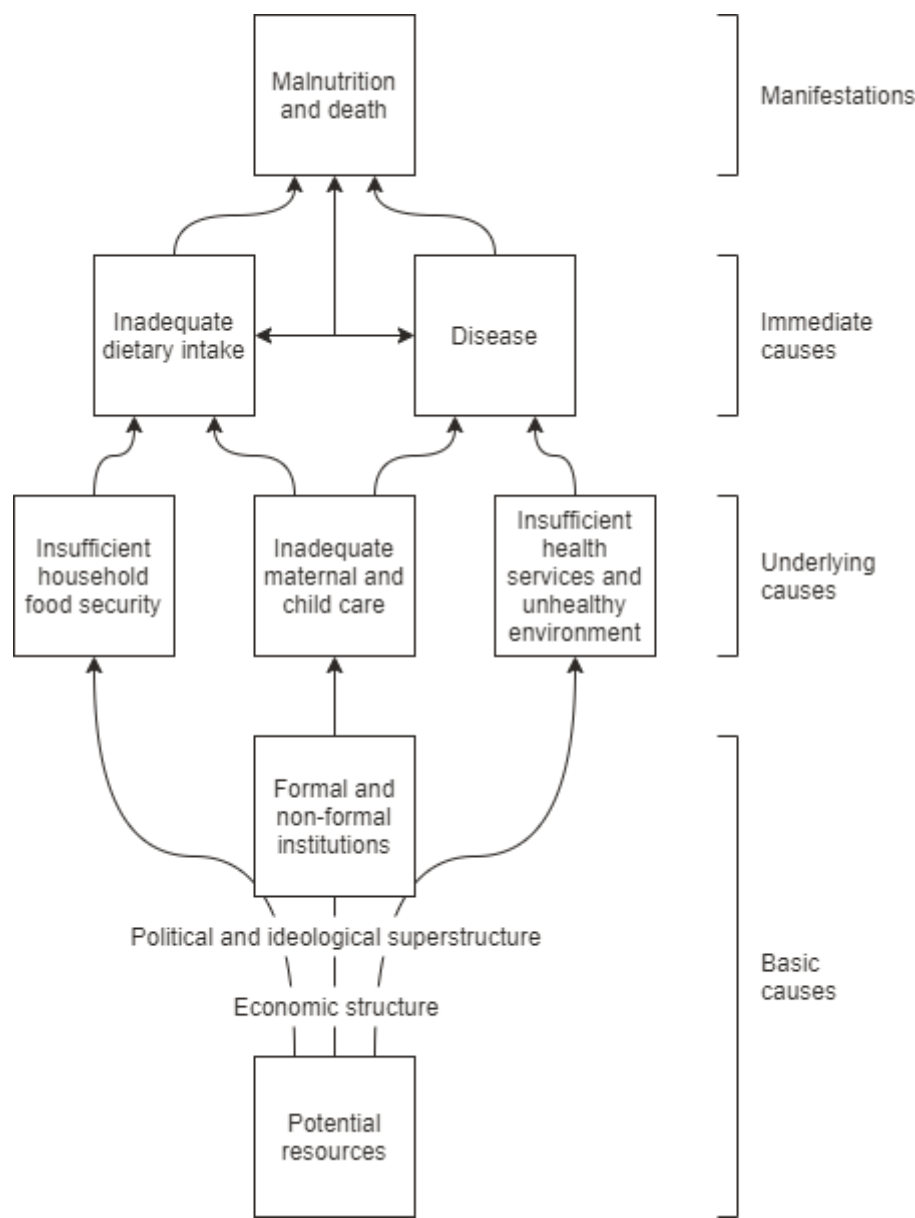 Malnutrition
and death
Manifestations
Inadequate
dietary intake
Disease
Immediate
causes
Insufficient
household
food security
Inadequate
maternal and
child care
Insufficient
health
services and
unhealthy
environment
Underlying
causes
Formal and
non-formal
institutions
Political and ideological superstructure
Economic structure
Potential
resources
Basic
causes